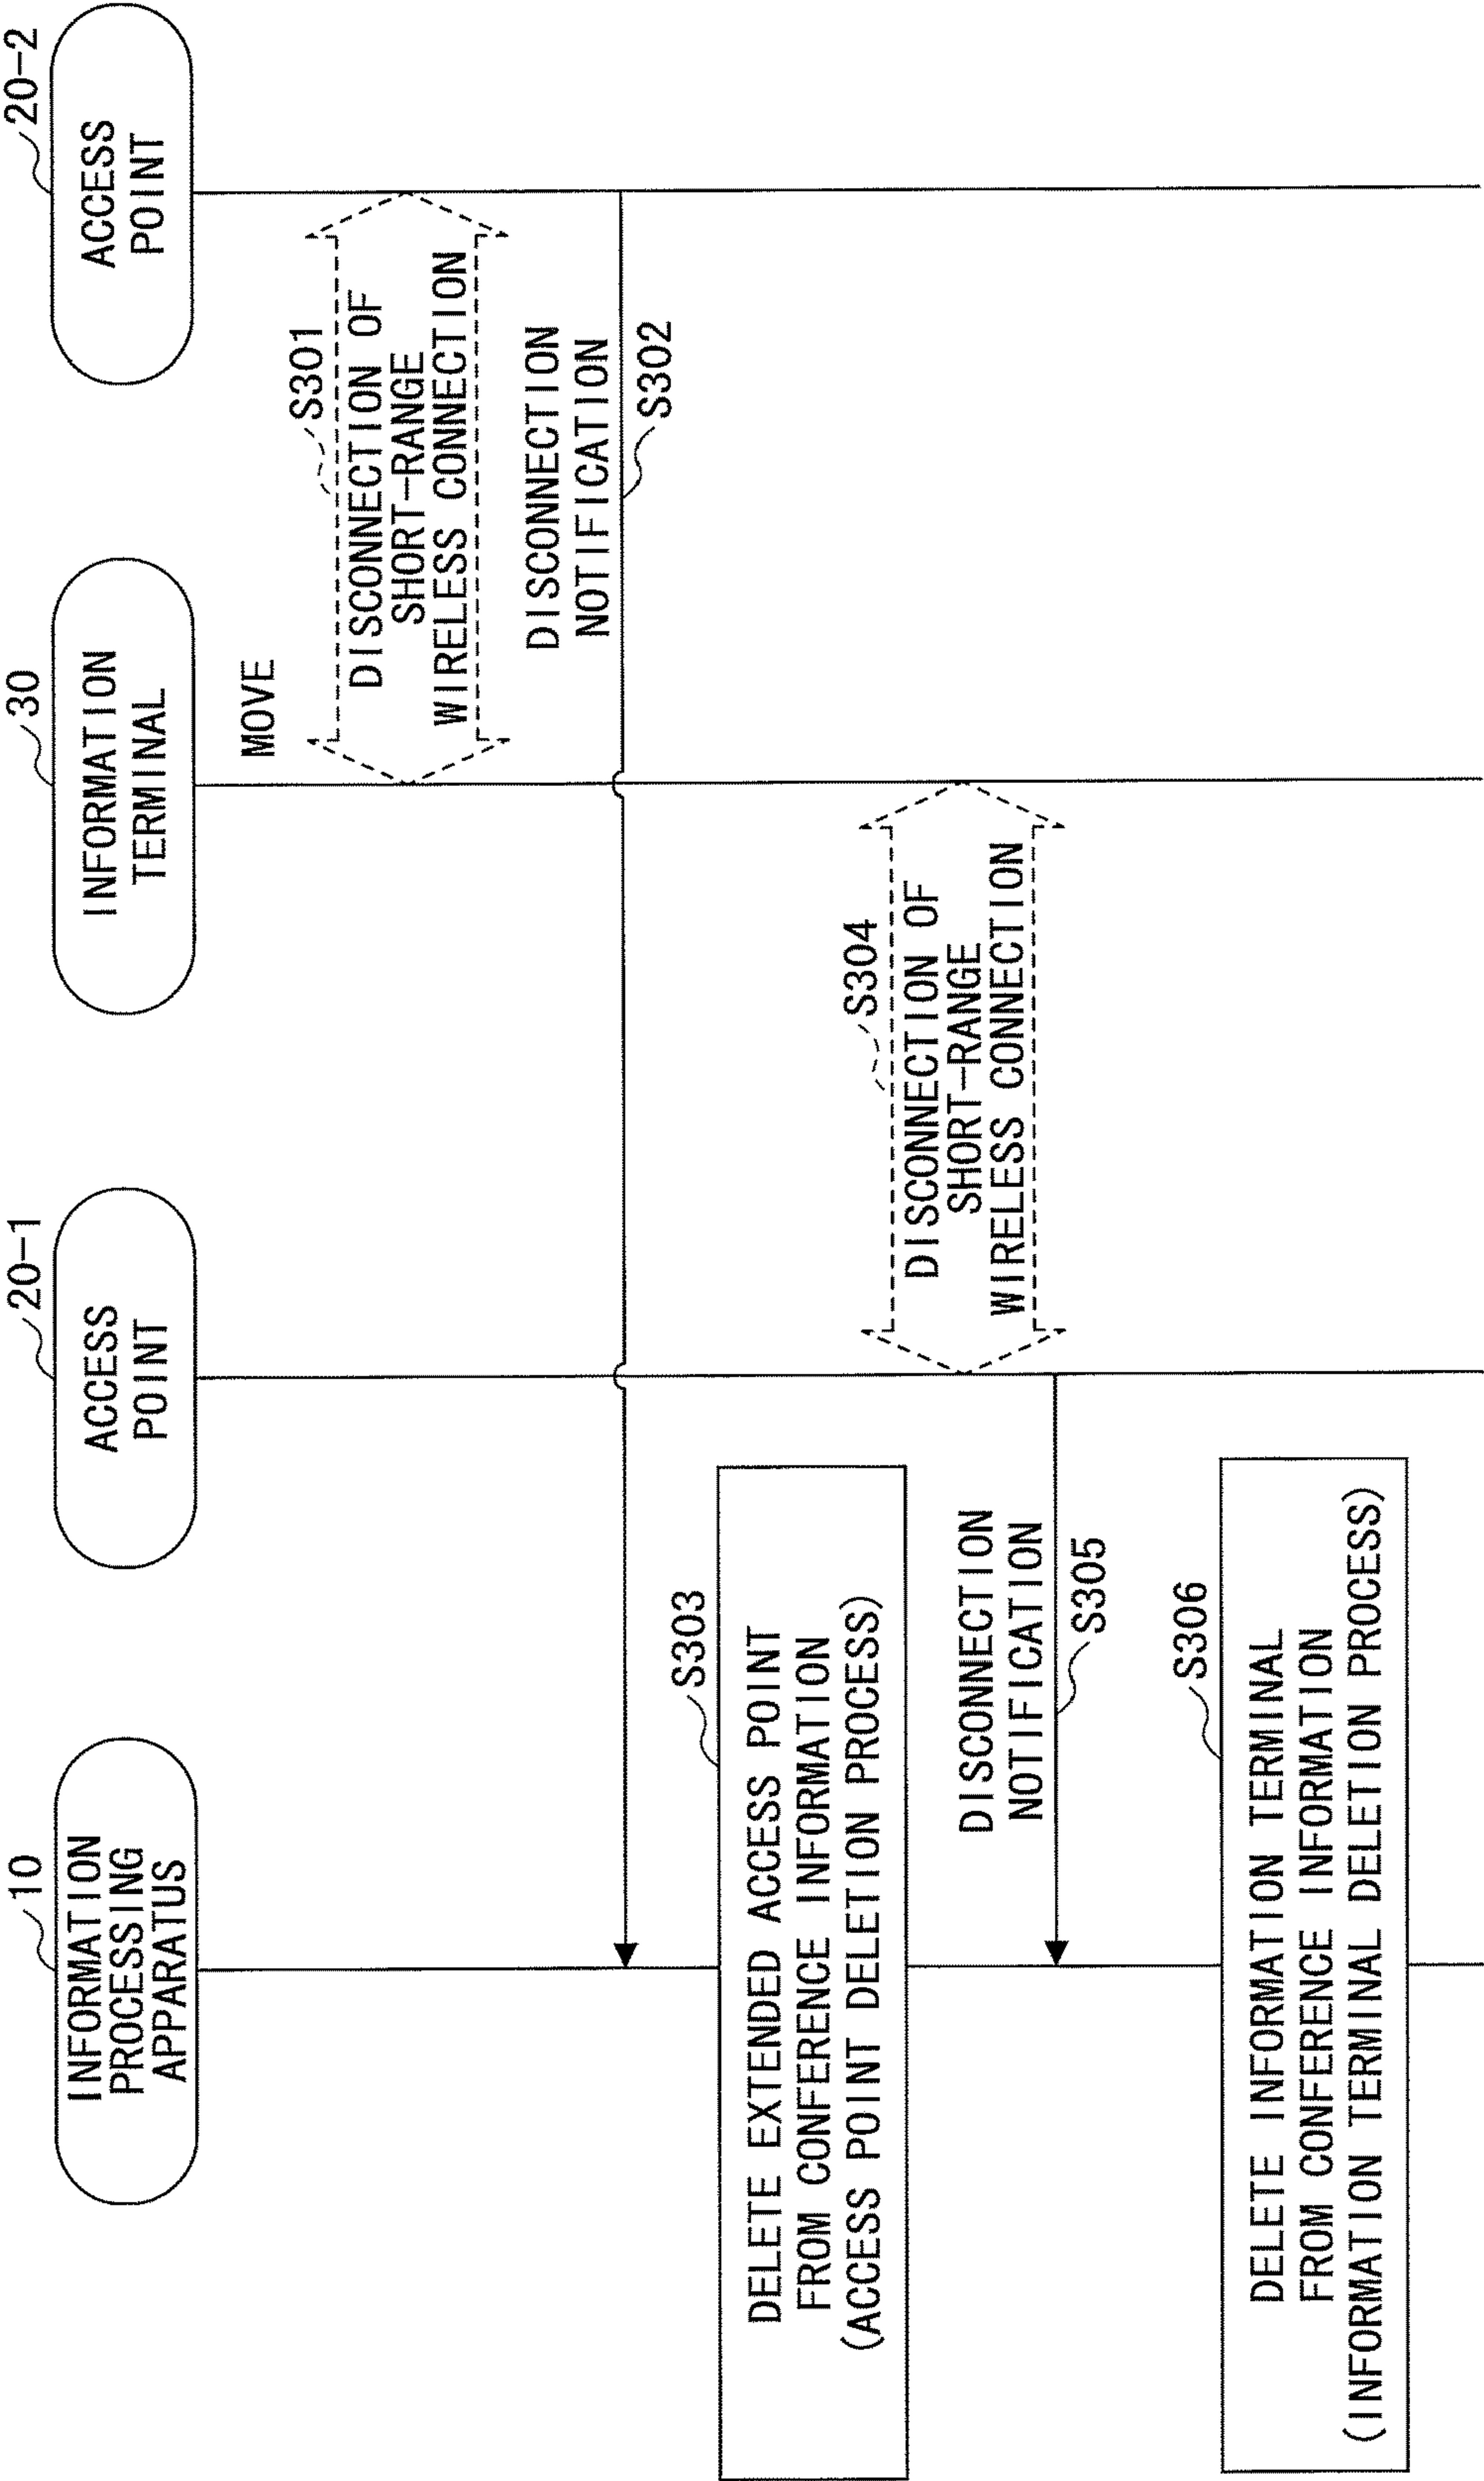 10
INFORMATION
PROCESSING
APPARATUS
20-1
ACCESS
POINT
30
INFORMATION
TERMINAL
20-2
ACCESS
POINT
MOVE
S301
DISCONNECTION OF
SHORT-RANGE
WIRELESS CONNECTION
DISCONNECTION
NOTIFICATION
S302
S303
DELETE EXTENDED ACCESS POINT
FROM CONFERENCE INFORMATION
(ACCESS POINT DELETION PROCESS)
S304
DISCONNECTION OF
SHORT-RANGE
WIRELESS CONNECTION
DISCONNECTION
NOTIFICATION
S305
S306
DELETE INFORMATION TERMINAL
FROM CONFERENCE INFORMATION
(INFORMATION TERMINAL DELETION PROCESS)